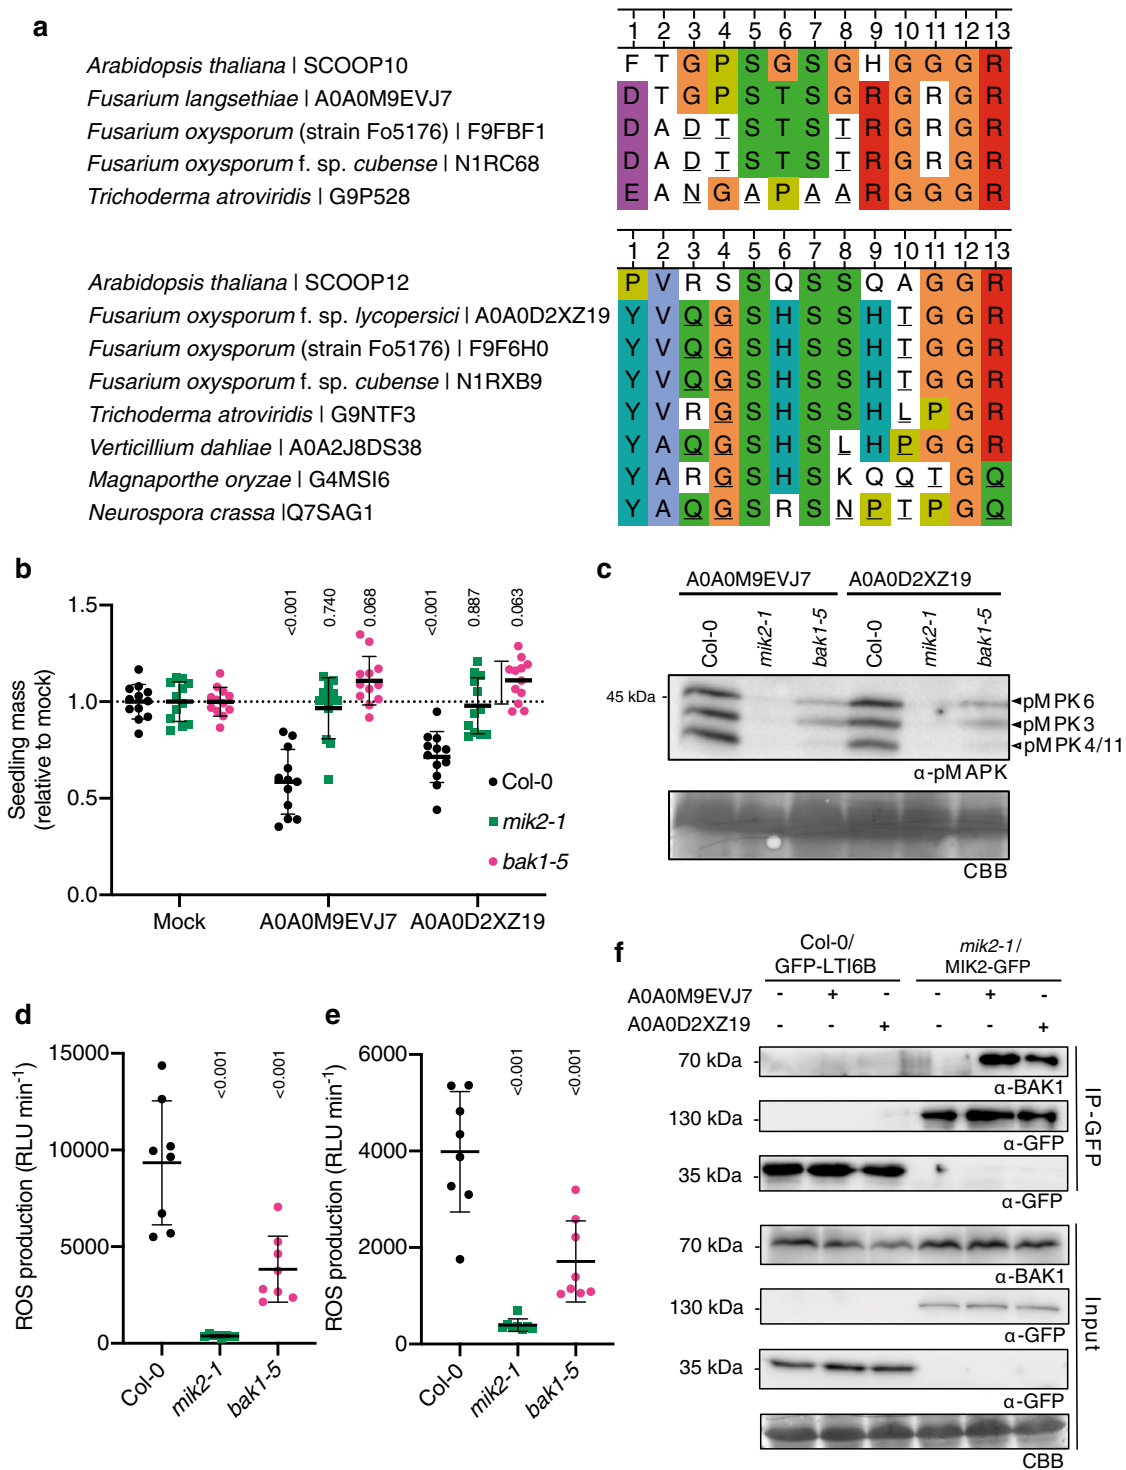 a
1 2 3 4 5 6 7 8 9 10 11 12 13
Arabidopsis thaliana | SCOOP10 F T G P S G S G H G G G R
Fusarium langsethiae | A0A0M9EVJ7 D T G P S T S G R G R G R
Fusarium oxysporum (strain Fo5176) | F9FBF1 D A D T S T S T R G R G R
Fusarium oxysporum f. sp. cubense | N1RC68 D A D T S T S T R G R G R
Trichoderma atroviridis | G9P528 E A N G A P A A R G G G R
1 2 3 4 5 6 7 8 9 10 11 12 13
Arabidopsis thaliana | SCOOP12 P V R S S Q S S Q A G G R
Fusarium oxysporum f. sp. lycopersici | A0A0D2XZ19 Y V Q G S H S S H T G G R
Fusarium oxysporum (strain Fo5176) | F9F6H0 Y V Q G S H S S H T G G R
Fusarium oxysporum f. sp. cubense | N1RXB9 Y V Q G S H S S H T G G R
Trichoderma atroviridis | G9NTF3 Y V R G S H S S H L P G R
Verticillium dahliae | A0A2J8DS38 Y A Q G S H S L H P G G R
Magnaporthe oryzae | G4MSI6 Y A R G S H S K Q Q T G Q
Neurospora crassa |Q7SAG1 Y A Q G S R S N P T P G Q
b
Seedling mass
(relative to mock)
1.5
1.0
0.5
0.0
<0.001
0.740
0.068
<0.001
0.887
0.063
Col-0
mik2-1
bak1-5
Mock A0A0M9EVJ7 A0A0D2XZ19
c
A0A0M9EVJ7 A0A0D2XZ19
Col-0 mik2-1 bak1-5 Col-0 mik2-1 bak1-5
45 kDa
pMPK6
pMPK3
pMPK4/11
α-pMAPK
CBB
d
ROS production (RLU min⁻¹)
15000
10000
5000
0
<0.001
<0.001
Col-0 mik2-1 bak1-5
e
ROS production (RLU min⁻¹)
6000
4000
2000
0
<0.001
<0.001
Col-0 mik2-1 bak1-5
f
Col-0/ mik2-1/
GFP-LTI6B MIK2-GFP
A0A0M9EVJ7 - + - - + -
A0A0D2XZ19 - - + - - +
70 kDa
α-BAK1
130 kDa
α-GFP
35 kDa
α-GFP
IP-GFP
70 kDa
α-BAK1
130 kDa
α-GFP
35 kDa
α-GFP
CBB
Input